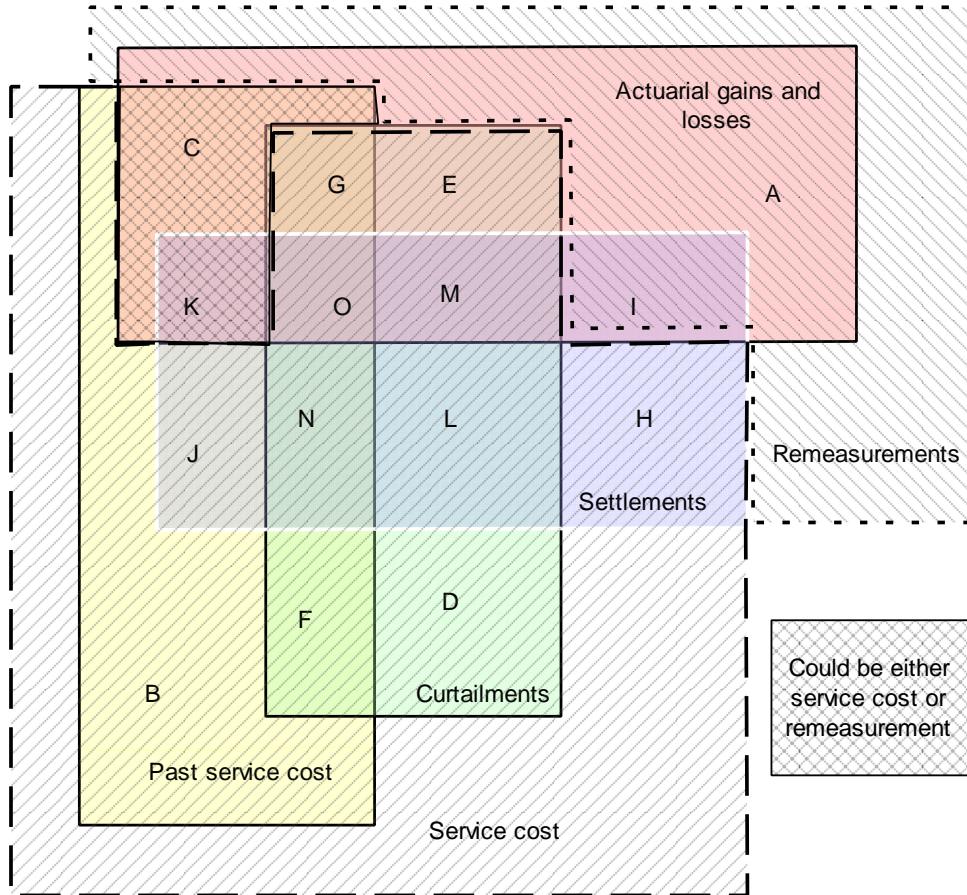 Actuarial gains and
losses
C
G
E
A
K
O
M
I
N
L
H
J
Remeasurements
Settlements
D
F
Could be either
service cost or
remeasurement
B
Curtailments
Past service cost
Service cost